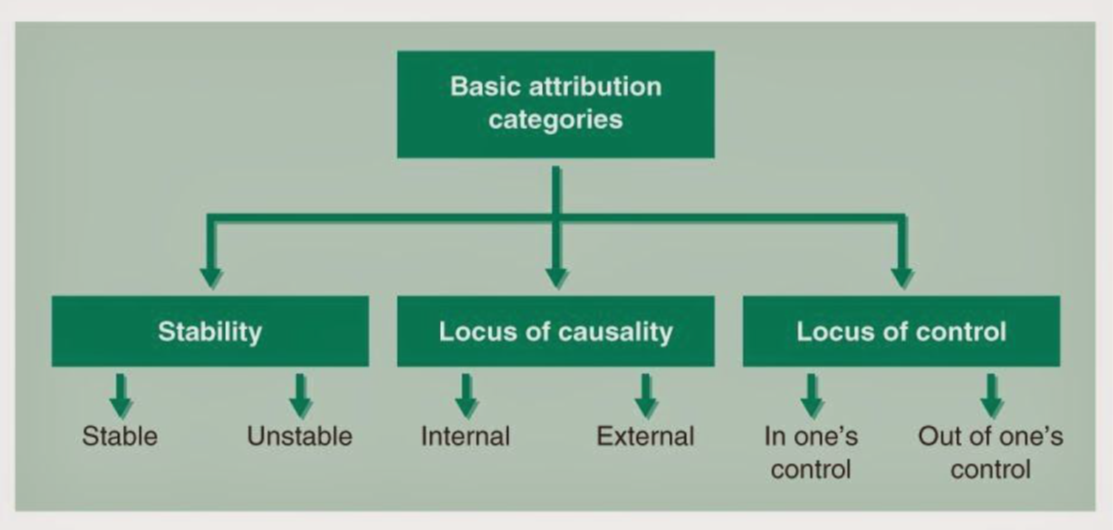 Basic attribution
categories
Stability
Locus of causality
Locus of control
Stable
Unstable
Internal
External
In one’s
control
Out of one’s
control